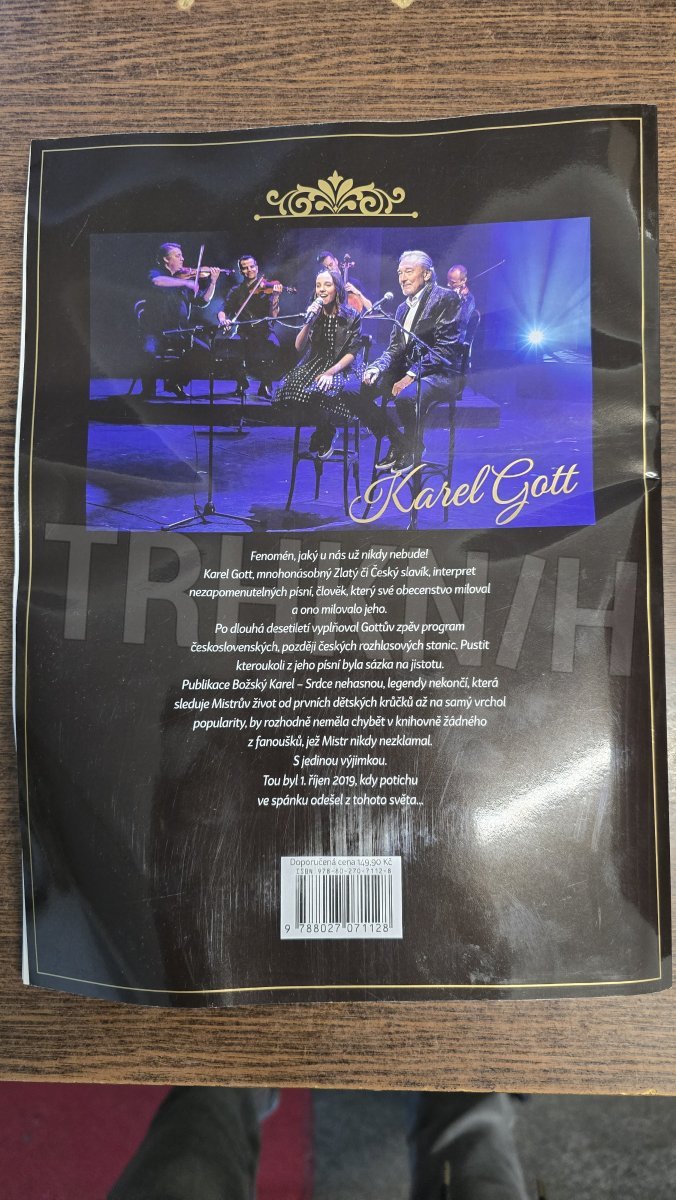 Karel Gott
TRHKNIH
Fenomén, jaký u nás už nikdy nebude!
Karel Gott, mnohonásobný Zlatý či Český slavík, interpret
nezapomenutelných písní, člověk, který své obecenstvo miloval
a ono milovalo jeho.
Po dlouhá desetiletí vyplňoval Gottův zpěv program
československých, později českých rozhlasových stanic. Pustit
kteroukoli z jeho písní byla sázka na jistotu.
Publikace Božský Karel – Srdce nehasnou, legendy nekončí, která
sleduje Mistrův život od prvních dětských krůčků až na samý vrchol
popularity, by rozhodně neměla chybět v knihovně žádného
z fanoušků, jež Mistr nikdy nezklamal.
S jedinou výjimkou.
Tou byl 1. říjen 2019, kdy potichu
ve spánku odešel z tohoto světa...
Doporučená cena 149,90 Kč
ISBN 978-80-270-7112-8
9 788027 071128